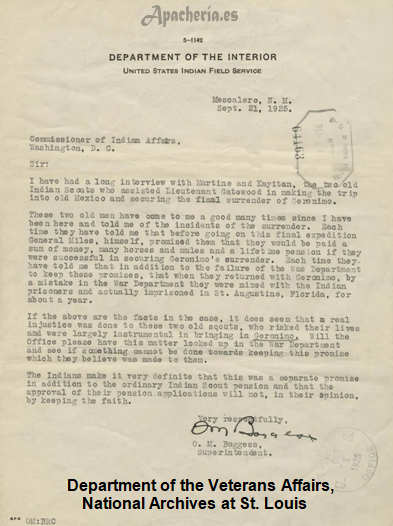 Apacheria.es
5-1142
DEPARTMENT OF THE INTERIOR
UNITED STATES INDIAN FIELD SERVICE
Mescalero, N. M.
Sept. 21, 1925.
Commissioner of Indian Affairs,
Washington, D. C.
Sir:
I have had a long interview with Martine and Kayitan, the two old
Indian Scouts who assisted Lieutenant Gatewood in making the trip
into old Mexico and securing the final surrender of Geronimo.
These two old men have come to me a good many times since I have
been here and told me of the incidents of the surrender. Each
time they have told me that before going on this final expedition
General Miles, himself, promised them that they would be paid a
sum of money, many horses and mules and a lifetime pension if they
were successful in securing Geronimo's surrender. Each time they
have told me that in addition to the failure of the War Department
to keep these promises, that when they returned with Geronimo, by
a mistake in the War Department they were mixed with the Indian
prisoners and actually imprisoned in St. Augustine, Florida, for
about a year.
If the above are the facts in the case, it does seem that a real
injustice was done to these two old scouts, who risked their lives
and were largely instrumental in bringing in Geronimo. Will the
Office please have this matter looked up in the War Department
and see if something cannot be done towards keeping this promise
which they believe was made to them.
The Indians make it very definite that this was a separate promise
in addition to the ordinary Indian Scout pension and that the
approval of their pension applications will not, in their opinion,
by keeping the faith.
Very respectfully,
O. M. Boggess,
Superintendent.
Department of the Veterans Affairs,
National Archives at St. Louis
OM:BRC